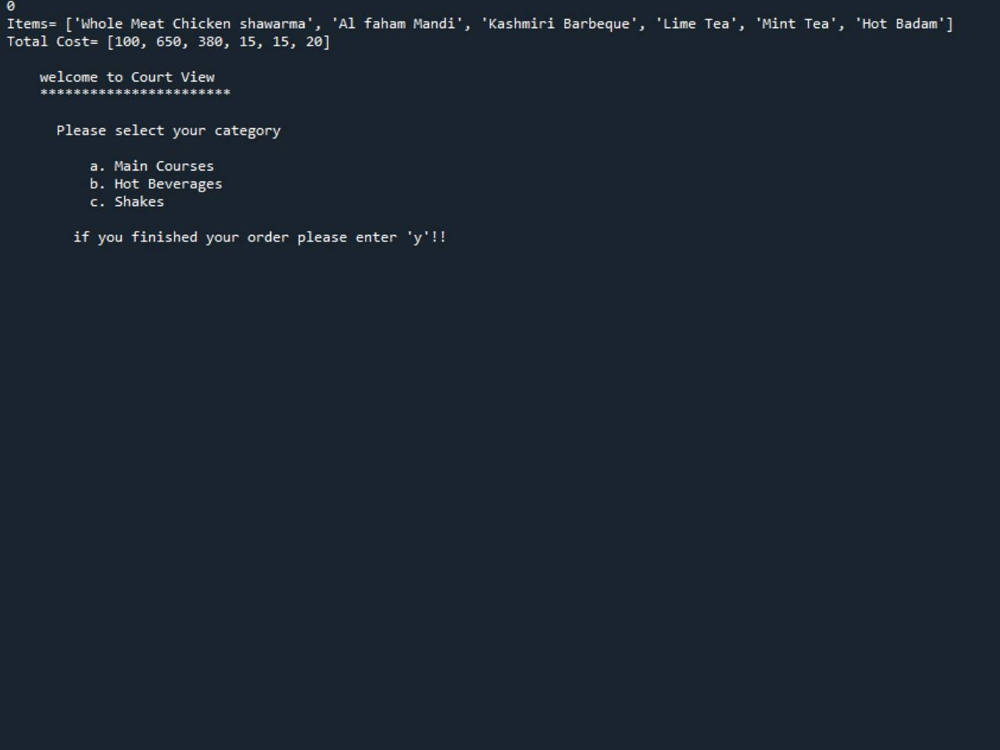 0
Items= ['Whole Meat Chicken shawarma', 'Al faham Mandi', 'Kashmiri Barbeque', 'Lime Tea', 'Mint Tea', 'Hot Badam']
Total Cost= [100, 650, 380, 15, 15, 20]
welcome to Court View
***********************
Please select your category
a. Main Courses
b. Hot Beverages
c. Shakes
if you finished your order please enter 'y'!!